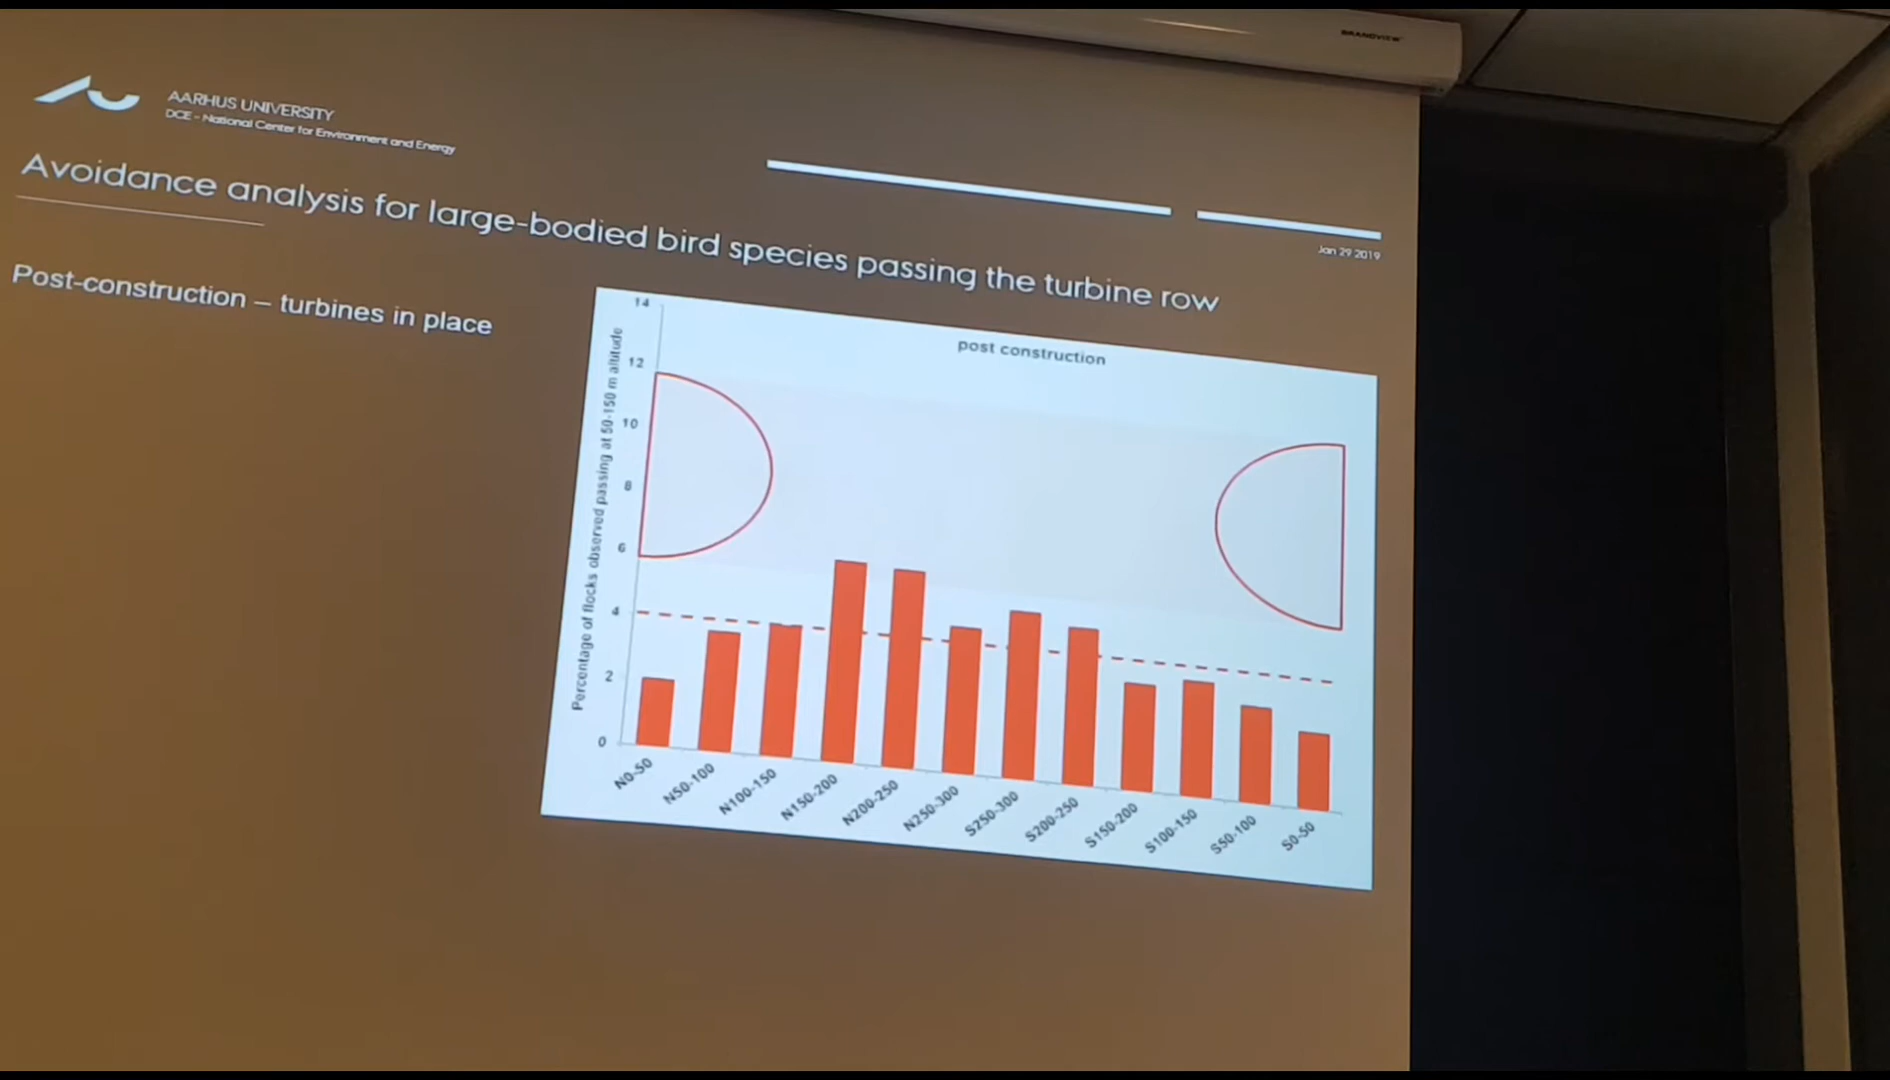 BRANDVIEW
AARHUS UNIVERSITY
DCE - National Center for Environment and Energy
Avoidance analysis for large-bodied bird species passing the turbine row
Jan 29 2019
Post-construction – turbines in place
post construction
Percentage of flocks observed passing at 50-150 m altitude
14
12
10
8
6
4
2
0
N0-50
N50-100
N100-150
N150-200
N200-250
N250-300
S250-300
S200-250
S150-200
S100-150
S50-100
S0-50